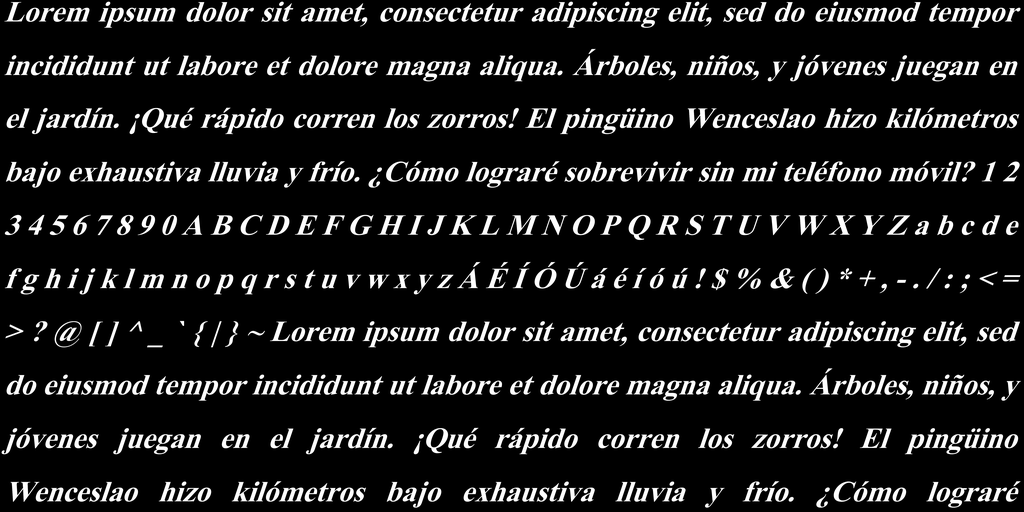 Lorem ipsum dolor sit amet, consectetur adipiscing elit, sed do eiusmod tempor
incididunt ut labore et dolore magna aliqua. Árboles, niños, y jóvenes juegan en
el jardín. ¡Qué rápido corren los zorros! El pingüino Wenceslao hizo kilómetros
bajo exhaustiva lluvia y frío. ¿Cómo lograré sobrevivir sin mi teléfono móvil? 1 2
3 4 5 6 7 8 9 0 A B C D E F G H I J K L M N O P Q R S T U V W X Y Z a b c d e
f g h i j k l m n o p q r s t u v w x y z Á É Í Ó Ú á é í ó ú ! $ % & ( ) * + , - . / : ; < =
> ? @ [ ] ^ _ ` { | } ~ Lorem ipsum dolor sit amet, consectetur adipiscing elit, sed
do eiusmod tempor incididunt ut labore et dolore magna aliqua. Árboles, niños, y
jóvenes juegan en el jardín. ¡Qué rápido corren los zorros! El pingüino
Wenceslao hizo kilómetros bajo exhaustiva lluvia y frío. ¿Cómo lograré